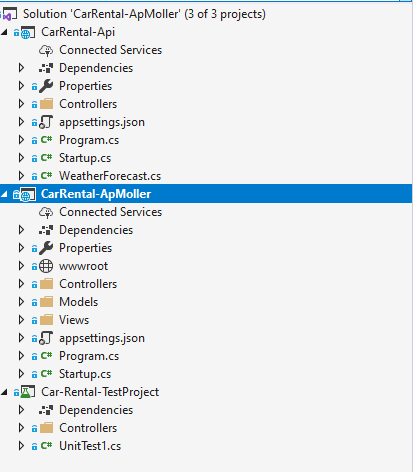 Solution 'CarRental-ApMoller' (3 of 3 projects)
CarRental-Api
Connected Services
Dependencies
Properties
Controllers
appsettings.json
C# Program.cs
C# Startup.cs
C# WeatherForecast.cs
CarRental-ApMoller
Connected Services
Dependencies
Properties
wwwroot
Controllers
Models
Views
appsettings.json
C# Program.cs
C# Startup.cs
Car-Rental-TestProject
Dependencies
Controllers
C# UnitTest1.cs